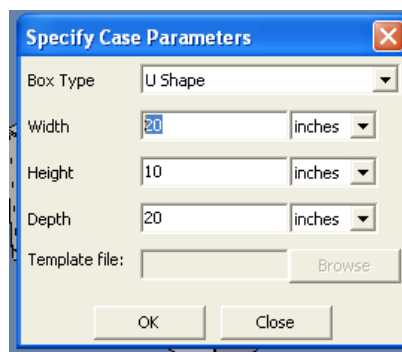 Specify Case Parameters
Box Type U Shape
Width 20 inches
Height 10 inches
Depth 20 inches
Template file: Browse
OK Close